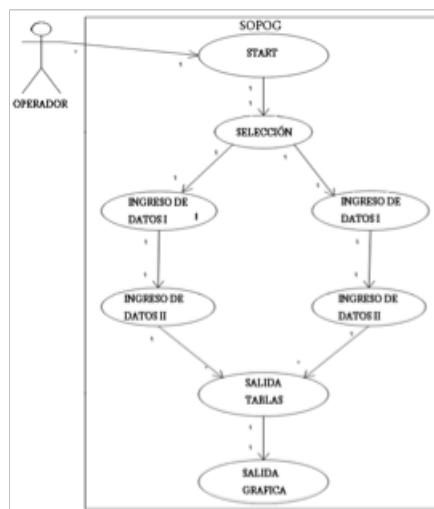 SOPOG
START
OPERADOR
SELECCIÓN
INGRESO DE
DATOS I
INGRESO DE
DATOS I
INGRESO DE
DATOS II
INGRESO DE
DATOS II
SALIDA
TABLAS
SALIDA
GRAFICA